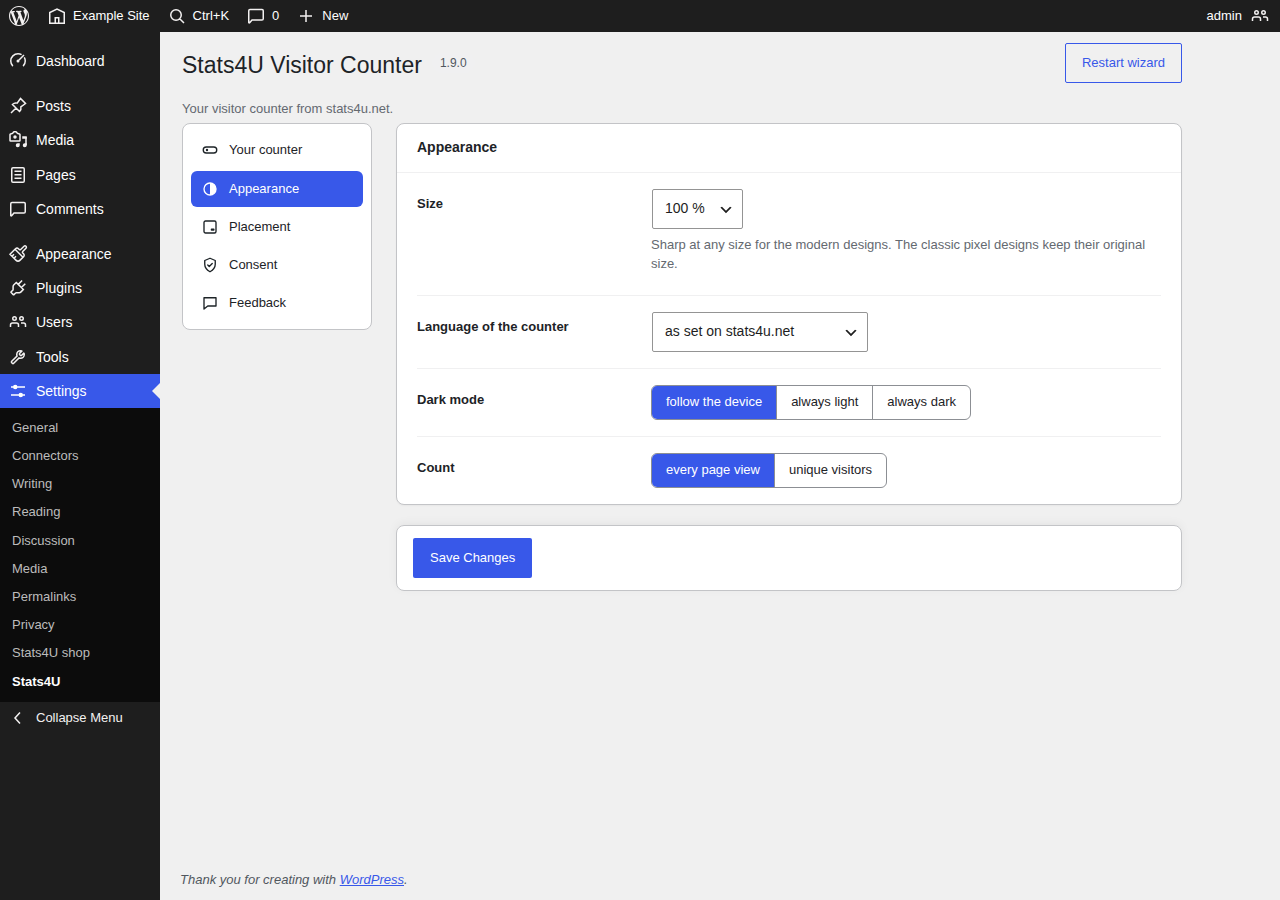 Example Site
Ctrl+K
0
New
admin
Dashboard
Posts
Media
Pages
Comments
Appearance
Plugins
Users
Tools
Settings
General
Connectors
Writing
Reading
Discussion
Media
Permalinks
Privacy
Stats4U shop
Stats4U
Collapse Menu
Stats4U Visitor Counter 1.9.0
Restart wizard
Your visitor counter from stats4u.net.
Your counter
Appearance
Placement
Consent
Feedback
Appearance
Size
100 %
Sharp at any size for the modern designs. The classic pixel designs keep their original
size.
Language of the counter
as set on stats4u.net
Dark mode
follow the device
always light
always dark
Count
every page view
unique visitors
Save Changes
Thank you for creating with WordPress.